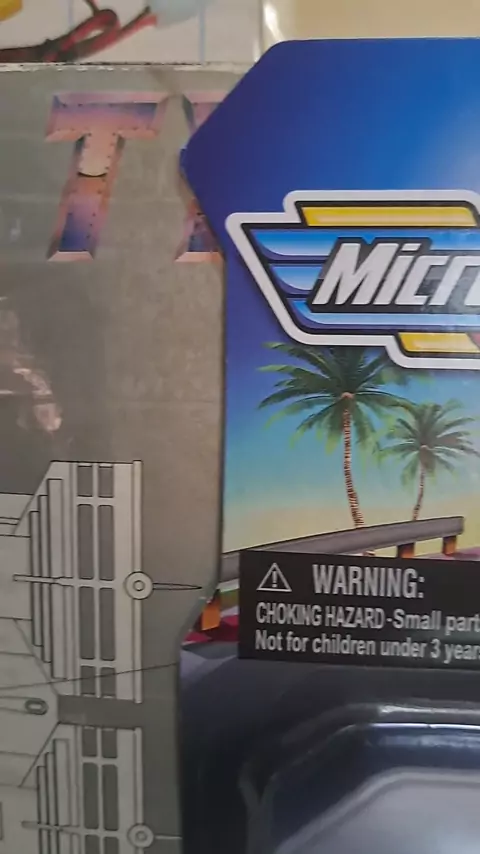 T
Micr
WARNING:
CHOKING HAZARD-Small part
Not for children under 3 year